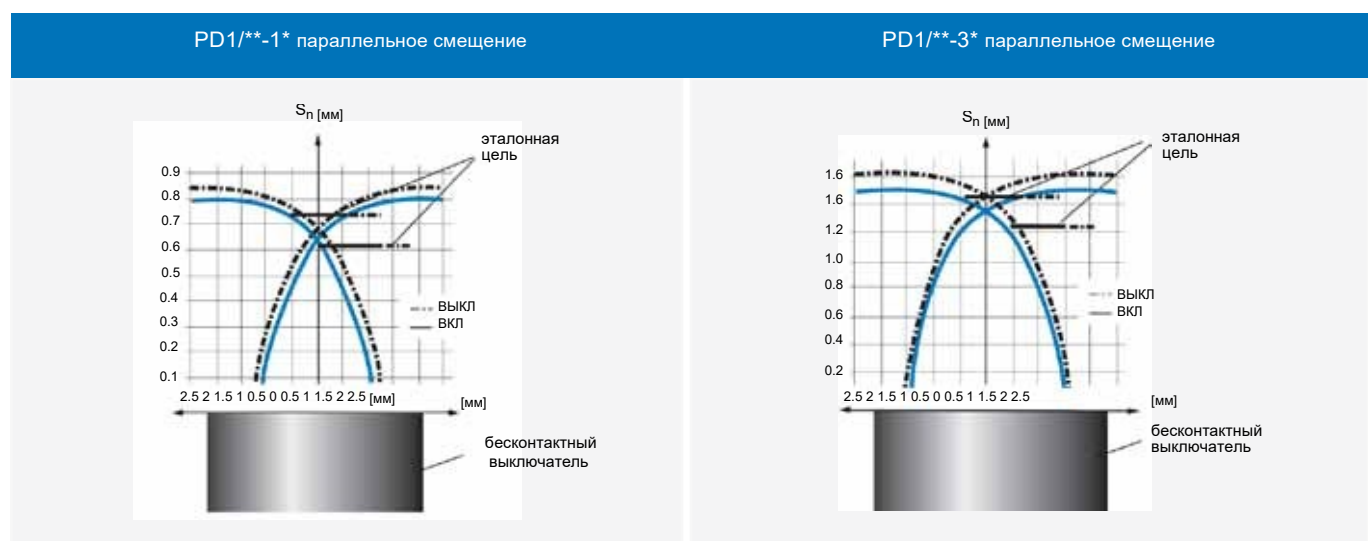 PD1/**-1* параллельное смещение
Sn [мм]
эталонная
цель
0.9
0.8
0.7
0.6
0.5
0.4
0.3
0.2
0.1
ВЫКЛ
ВКЛ
2.5 2 1.5 1 0.5 0 0.5 1 1.5 2 2.5 [мм]
[мм]
бесконтактный
выключатель
PD1/**-3* параллельное смещение
Sn [мм]
эталонная
цель
1.6
1.6
1.2
1.0
0.8
0.6
0.4
0.2
ВЫКЛ
ВКЛ
2.5 2 1.5 1 0.5 0 0.5 1 1.5 2 2.5
[мм]
бесконтактный
выключатель